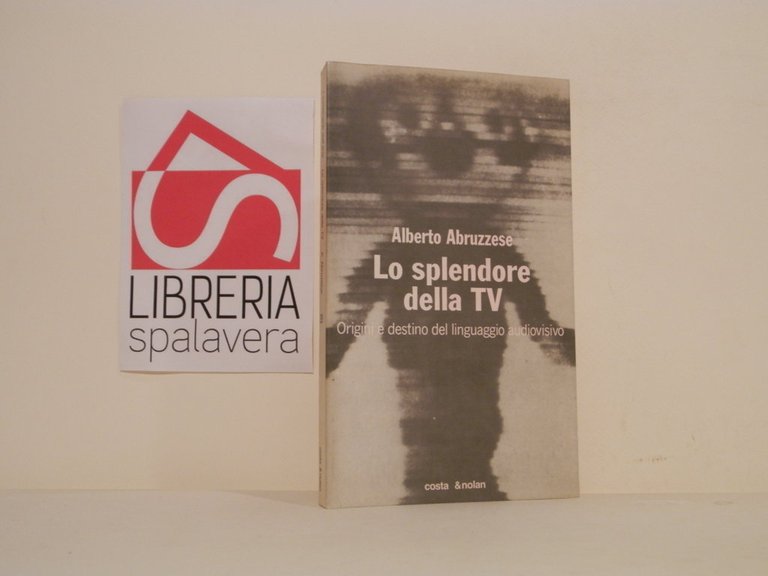 LIBRERIA
spalavera
Alberto Abruzzese
Lo splendore
della TV
Origini e destino del linguaggio audiovisivo
costa & nolan